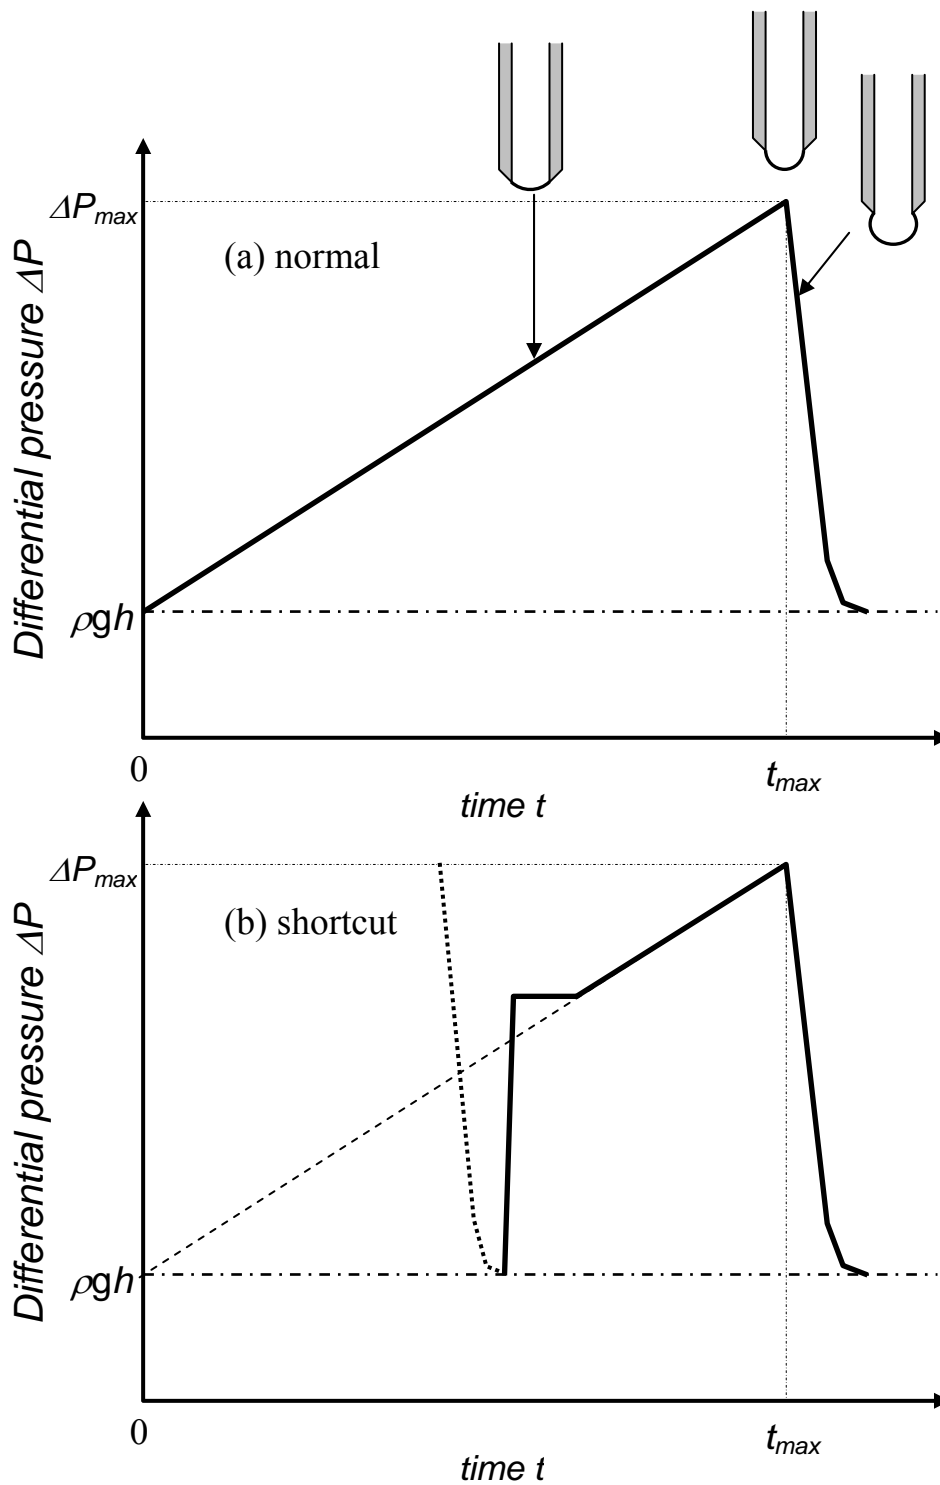 ΔPmax
(a) normal
Differential pressure ΔP
ρgh
0
tmax
time t
ΔPmax
(b) shortcut
Differential pressure ΔP
ρgh
0
tmax
time t